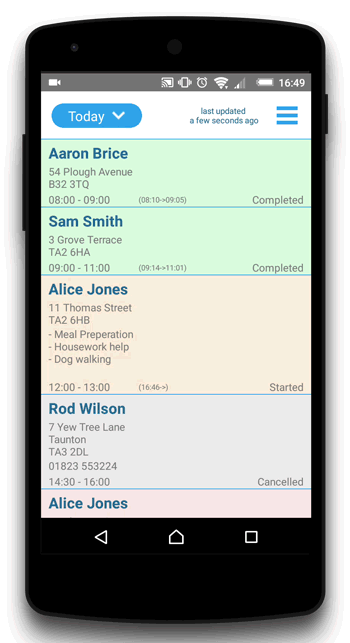 16:49
Today
last updated
a few seconds ago
Aaron Brice
54 Plough Avenue
B32 3TQ
08:00 - 09:00 (08:10->09:05) Completed
Sam Smith
3 Grove Terrace
TA2 6HA
09:00 - 11:00 (09:14->11:01) Completed
Alice Jones
11 Thomas Street
TA2 6HB
- Meal Preperation
- Housework help
- Dog walking
12:00 - 13:00 (16:46->) Started
Rod Wilson
7 Yew Tree Lane
Taunton
TA3 2DL
01823 553224
14:30 - 16:00 Cancelled
Alice Jones